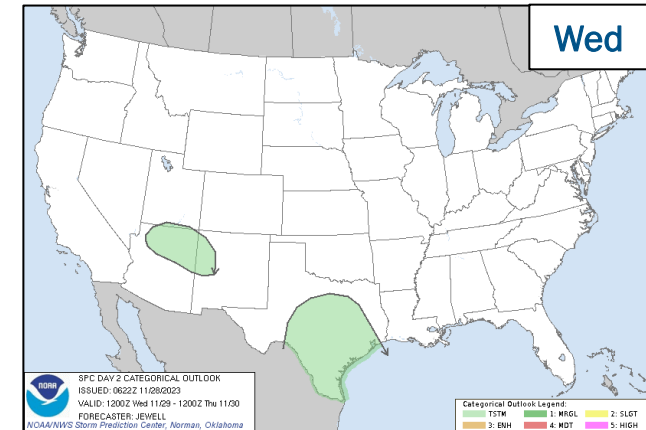 Wed
NOAA
SPC DAY 2 CATEGORICAL OUTLOOK
ISSUED: 0622Z 11/28/2023
VALID: 1200Z Wed 11/29 - 1200Z Thu 11/30
FORECASTER: JEWELL
NOAA/NWS Storm Prediction Center, Norman, Oklahoma
Categorical Outlook Legend:
TSTM 1: MRGL 2: SLGT
3: ENH 4: MDT 5: HIGH